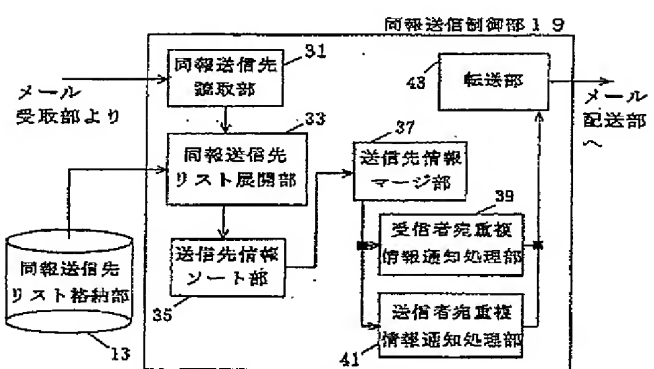 同報送信制御部19
31
同報送信先
読取部
メール
受取部より
33
同報送信先
リスト展開部
43
転送部
メール
配送部
へ
37
送信先情報
マージ部
39
受信者宛重複
情報通知処理部
送信先情報
ソート部
35
送信者宛重複
情報通知処理部
41
同報送信先
リスト格納部
13